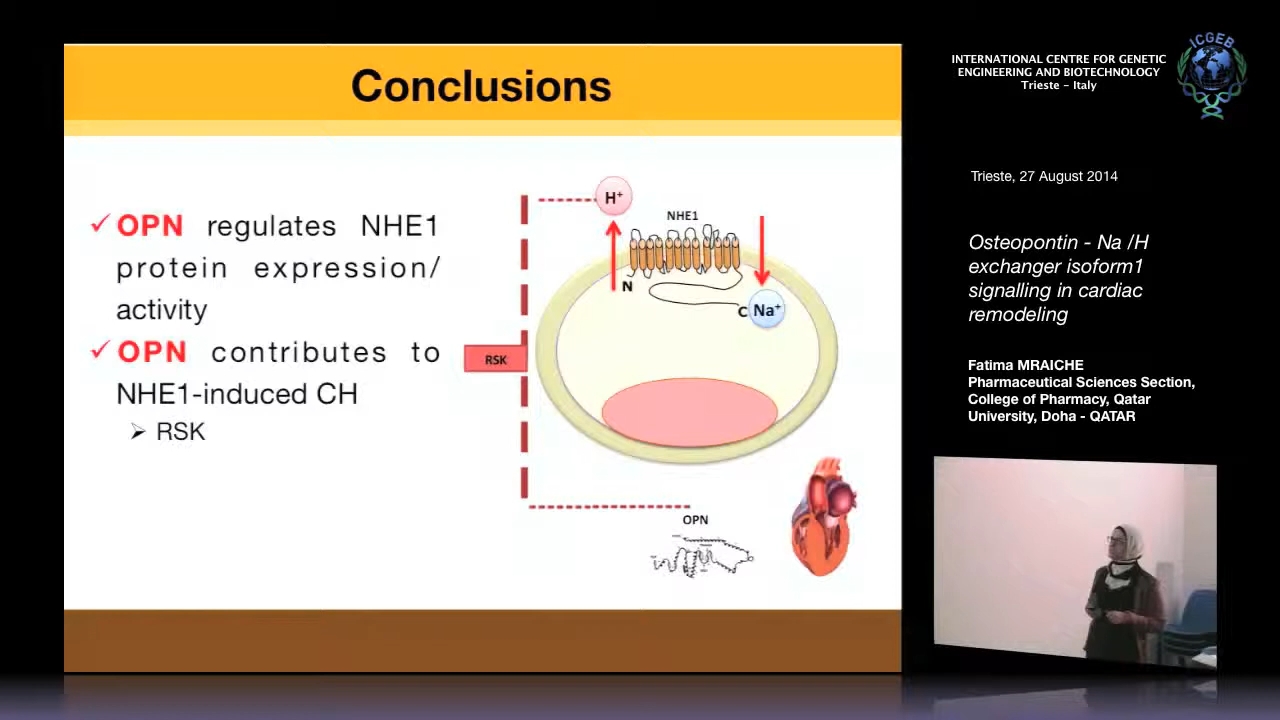 Conclusions
✓ OPN regulates NHE1
protein expression/
activity
✓ OPN contributes to
NHE1-induced CH
➢ RSK
H+
NHE1
N
C
Na+
RSK
OPN
ICGEB
INTERNATIONAL CENTRE FOR GENETIC
ENGINEERING AND BIOTECHNOLOGY
Trieste - Italy
Trieste, 27 August 2014
Osteopontin - Na /H
exchanger isoform1
signalling in cardiac
remodeling
Fatima MRAICHE
Pharmaceutical Sciences Section,
College of Pharmacy, Qatar
University, Doha - QATAR